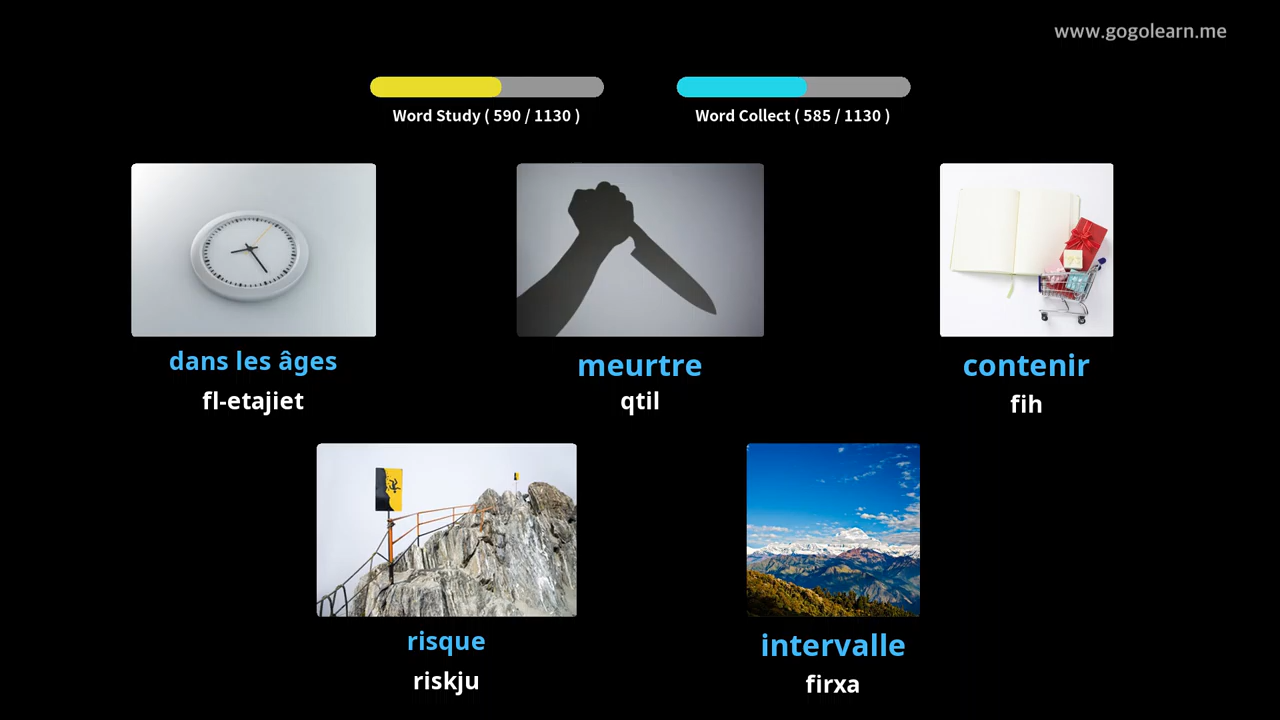 www.gogolearn.me
Word Study ( 590 / 1130 )
Word Collect ( 585 / 1130 )
dans les âges
fl-etajiet
meurtre
qtil
contenir
fih
risque
riskju
intervalle
firxa